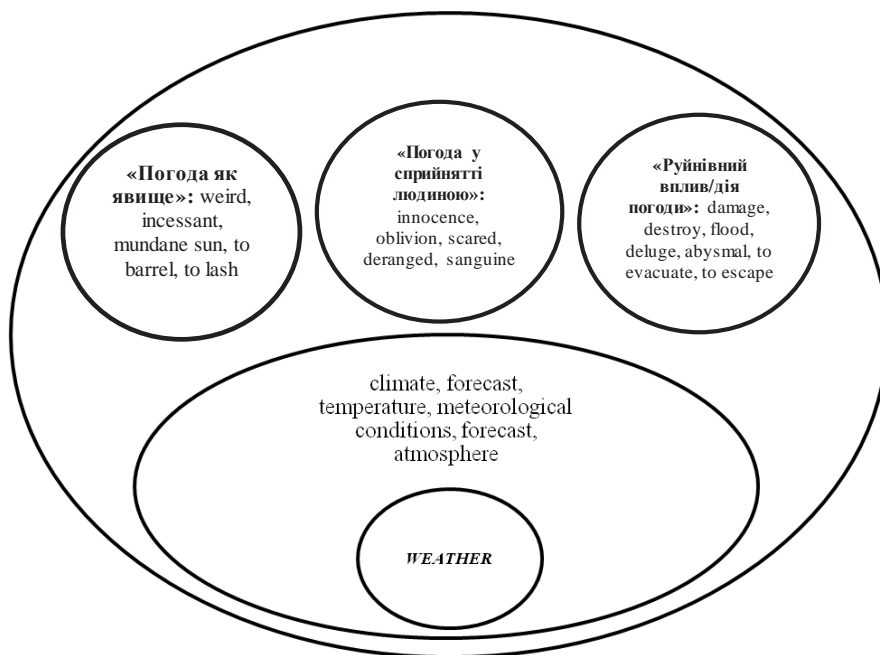 «Погода як
явище»: weird,
incessant,
mundane sun, to
barrel, to lash
«Погода у
сприйнятті
людиною»:
innocence,
oblivion, scared,
deranged, sanguine
«Руйнівний
вплив/дія
погоди»: damage,
destroy, flood,
deluge, abysmal, to
evacuate, to escape
climate, forecast,
temperature, meteorological
conditions, forecast,
atmosphere
WEATHER